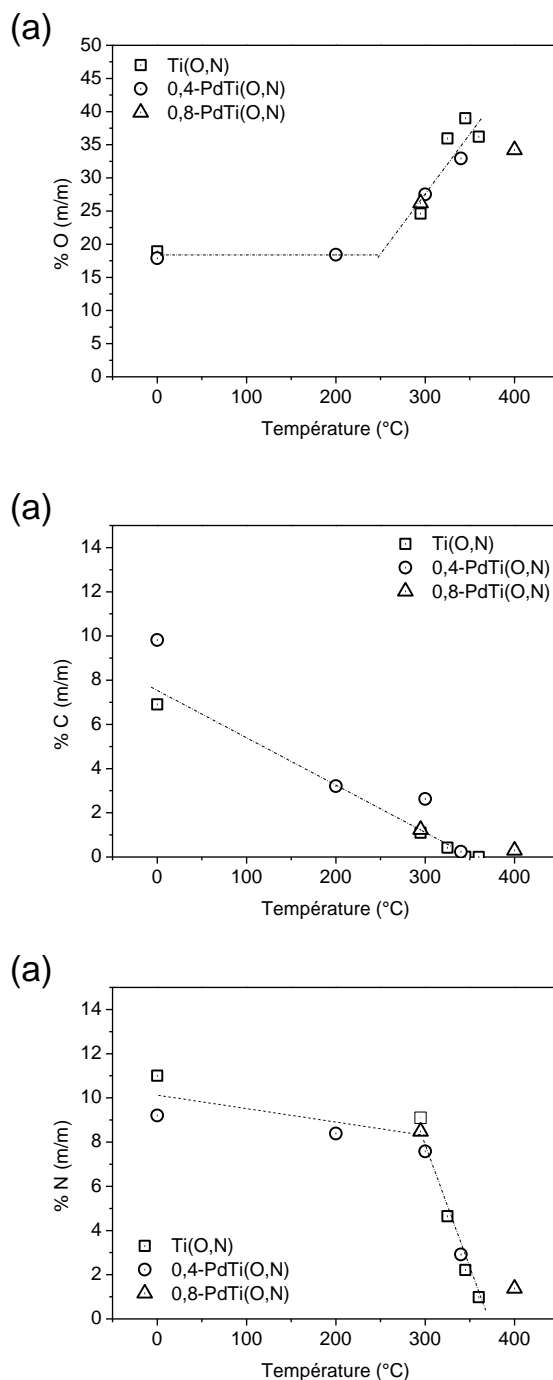 (a)
50
45
40
35
30
25
20
15
10
5
0
% O (m/m)
Ti(O,N)
0,4-PdTi(O,N)
0,8-PdTi(O,N)
0 100 200 300 400
Température (°C)
(a)
14
12
10
8
6
4
2
0
% C (m/m)
Ti(O,N)
0,4-PdTi(O,N)
0,8-PdTi(O,N)
0 100 200 300 400
Température (°C)
(a)
14
12
10
8
6
4
2
0
% N (m/m)
Ti(O,N)
0,4-PdTi(O,N)
0,8-PdTi(O,N)
0 100 200 300 400
Température (°C)